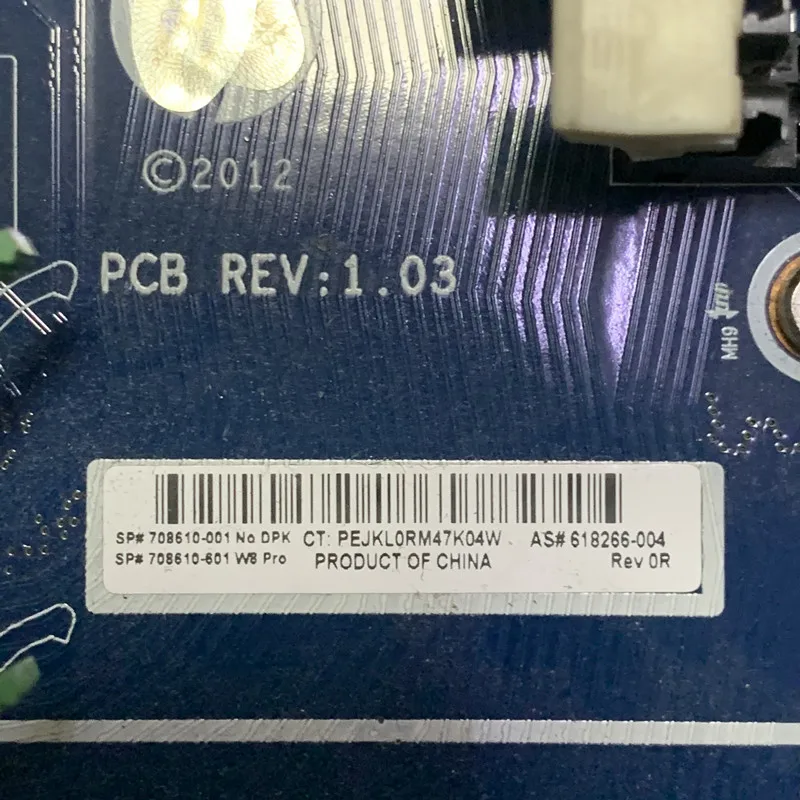 ©2012
PCB REV:1.03
MH9
SP# 708610-001 No DPK CT: PEJKL0RM47K04W AS# 618266-004
SP# 708610-601 W8 Pro PRODUCT OF CHINA Rev 0R